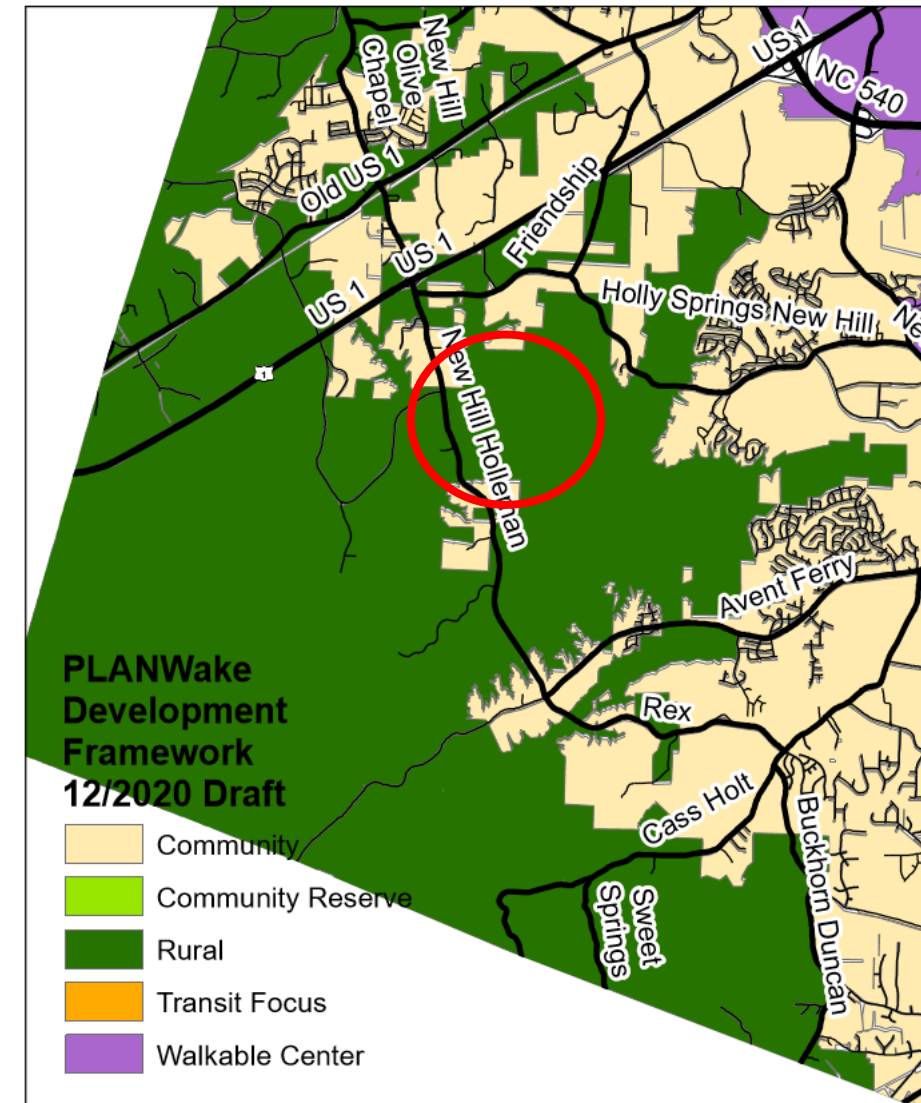 New Hill
Olive
Chapel
US 1
NC 540
Old US 1
Friendship
US 1
US 1
1
Holly Springs New Hill
Ne
New Hill Holleman
Avent Ferry
Rex
Cass Holt
Buckhorn Duncan
Sweet
Springs
PLANWake
Development
Framework
12/2020 Draft
Community
Community Reserve
Rural
Transit Focus
Walkable Center